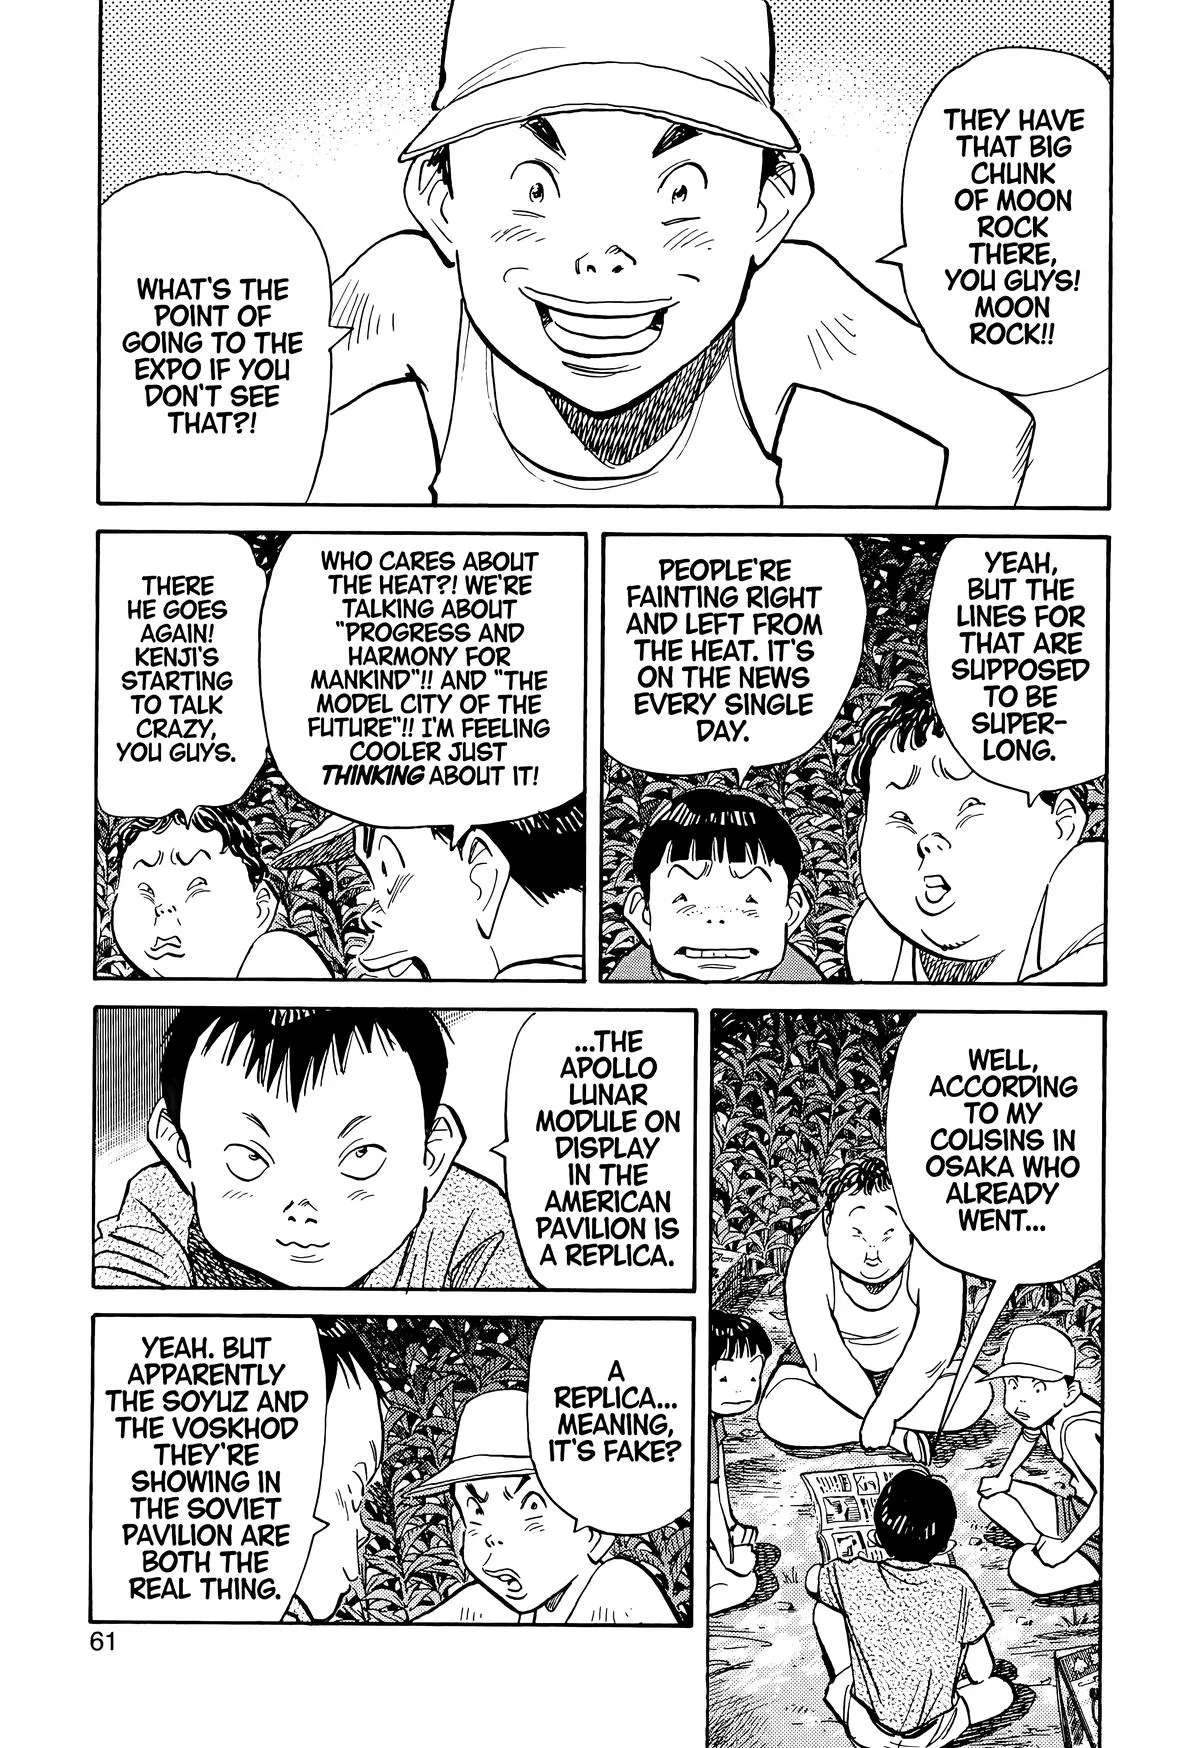 THEY HAVE
THAT BIG
CHUNK
OF MOON
ROCK
THERE,
YOU GUYS!
MOON
ROCK!!
WHAT'S THE
POINT OF
GOING TO THE
EXPO IF YOU
DON'T SEE
THAT?!
YEAH,
BUT THE
LINES FOR
THAT ARE
SUPPOSED
TO BE
SUPER-
LONG.
PEOPLE'RE
FAINTING RIGHT
AND LEFT FROM
THE HEAT. IT'S
ON THE NEWS
EVERY SINGLE
DAY.
WHO CARES ABOUT
THE HEAT?! WE'RE
TALKING ABOUT
"PROGRESS AND
HARMONY FOR
MANKIND"!! AND "THE
MODEL CITY OF THE
FUTURE"!! I'M FEELING
COOLER JUST
THINKING ABOUT IT!
THERE
HE GOES
AGAIN!
KENJI'S
STARTING
TO TALK
CRAZY,
YOU GUYS.
WELL,
ACCORDING
TO MY
COUSINS IN
OSAKA WHO
ALREADY
WENT...
...THE
APOLLO
LUNAR
MODULE ON
DISPLAY
IN THE
AMERICAN
PAVILION IS
A REPLICA.
A
REPLICA...
MEANING,
IT'S FAKE?
YEAH. BUT
APPARENTLY
THE SOYUZ AND
THE VOSKHOD
THEY'RE
SHOWING IN
THE SOVIET
PAVILION ARE
BOTH THE
REAL THING.
61